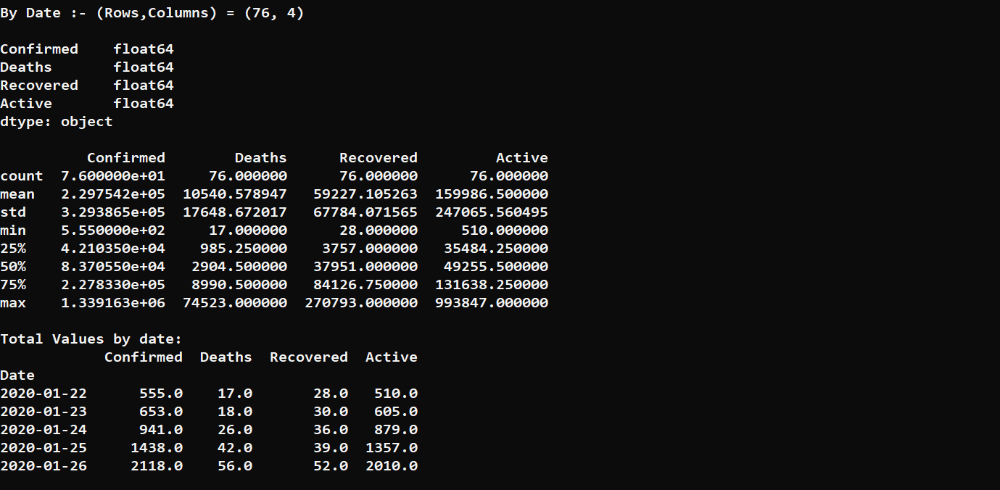 By Date :- (Rows,Columns) = (76, 4)
Confirmed    float64
Deaths       float64
Recovered    float64
Active       float64
dtype: object
          Confirmed        Deaths      Recovered         Active
count  7.600000e+01     76.000000      76.000000      76.000000
mean   2.297542e+05  10540.578947   59227.105263  159986.500000
std    3.293865e+05  17648.672017   67784.071565  247065.560495
min    5.550000e+02     17.000000      28.000000     510.000000
25%    4.210350e+04    985.250000    3757.000000   35484.250000
50%    8.370550e+04   2904.500000   37951.000000   49255.500000
75%    2.278330e+05   8990.500000   84126.750000  131638.250000
max    1.339163e+06  74523.000000  270793.000000  993847.000000
Total Values by date:
            Confirmed  Deaths  Recovered  Active
Date
2020-01-22      555.0    17.0       28.0   510.0
2020-01-23      653.0    18.0       30.0   605.0
2020-01-24      941.0    26.0       36.0   879.0
2020-01-25     1438.0    42.0       39.0  1357.0
2020-01-26     2118.0    56.0       52.0  2010.0